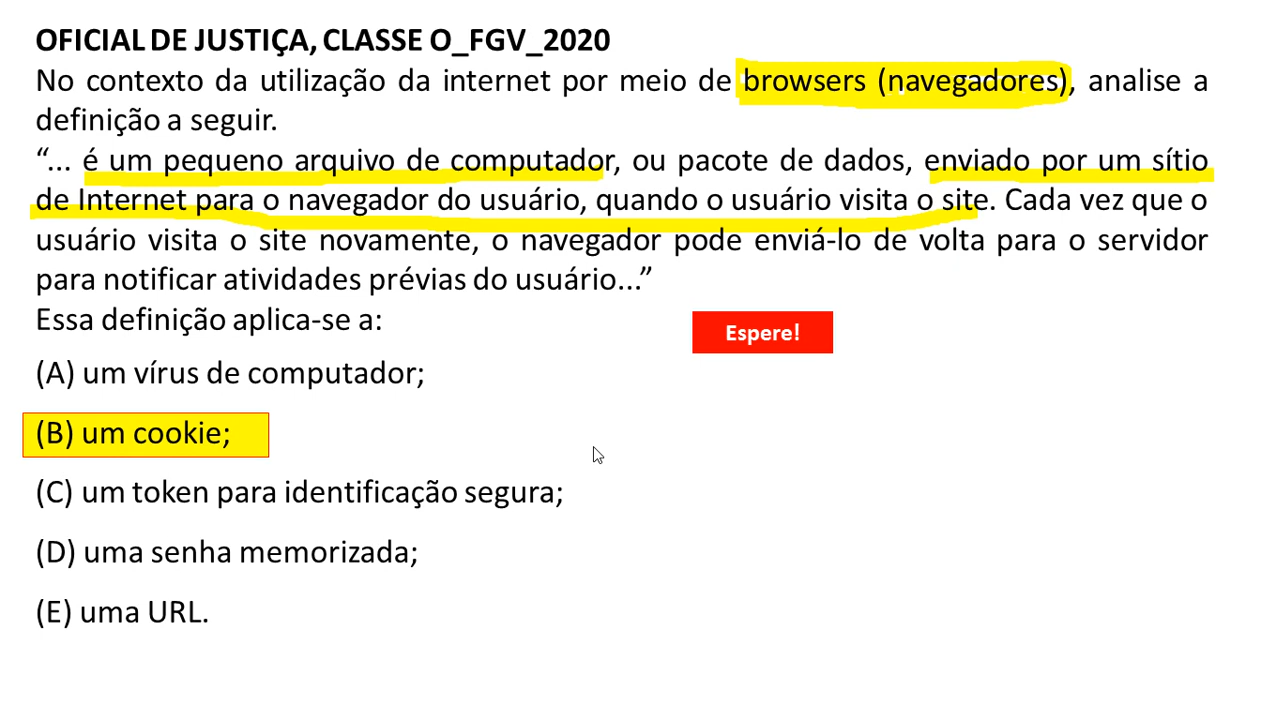 OFICIAL DE JUSTIÇA, CLASSE O_FGV_2020
No contexto da utilização da internet por meio de browsers (navegadores), analise a
definição a seguir.
“... é um pequeno arquivo de computador, ou pacote de dados, enviado por um sítio
de Internet para o navegador do usuário, quando o usuário visita o site. Cada vez que o
usuário visita o site novamente, o navegador pode enviá-lo de volta para o servidor
para notificar atividades prévias do usuário...”
Essa definição aplica-se a:
Espere!
(A) um vírus de computador;
(B) um cookie;
(C) um token para identificação segura;
(D) uma senha memorizada;
(E) uma URL.